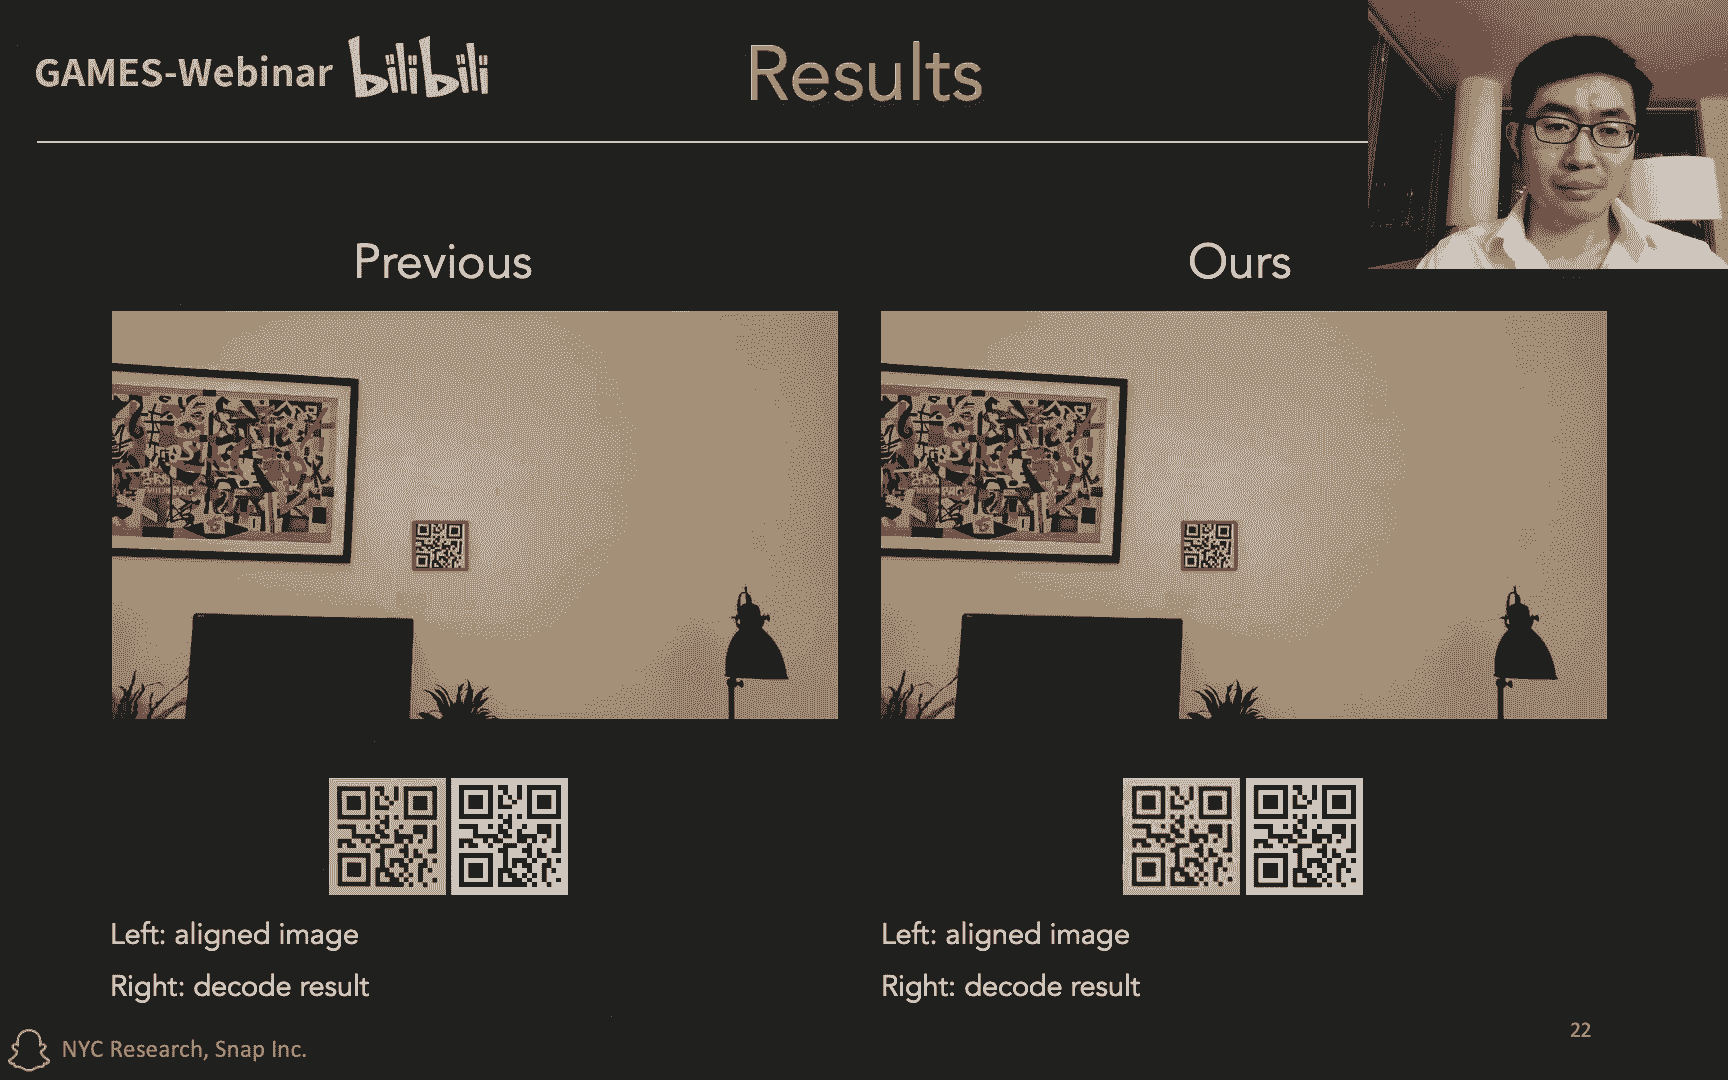 GAMES-Webinar bilibili
Results
Previous
Ours
Left: aligned image
Right: decode result
Left: aligned image
Right: decode result
NYC Research, Snap Inc.
22